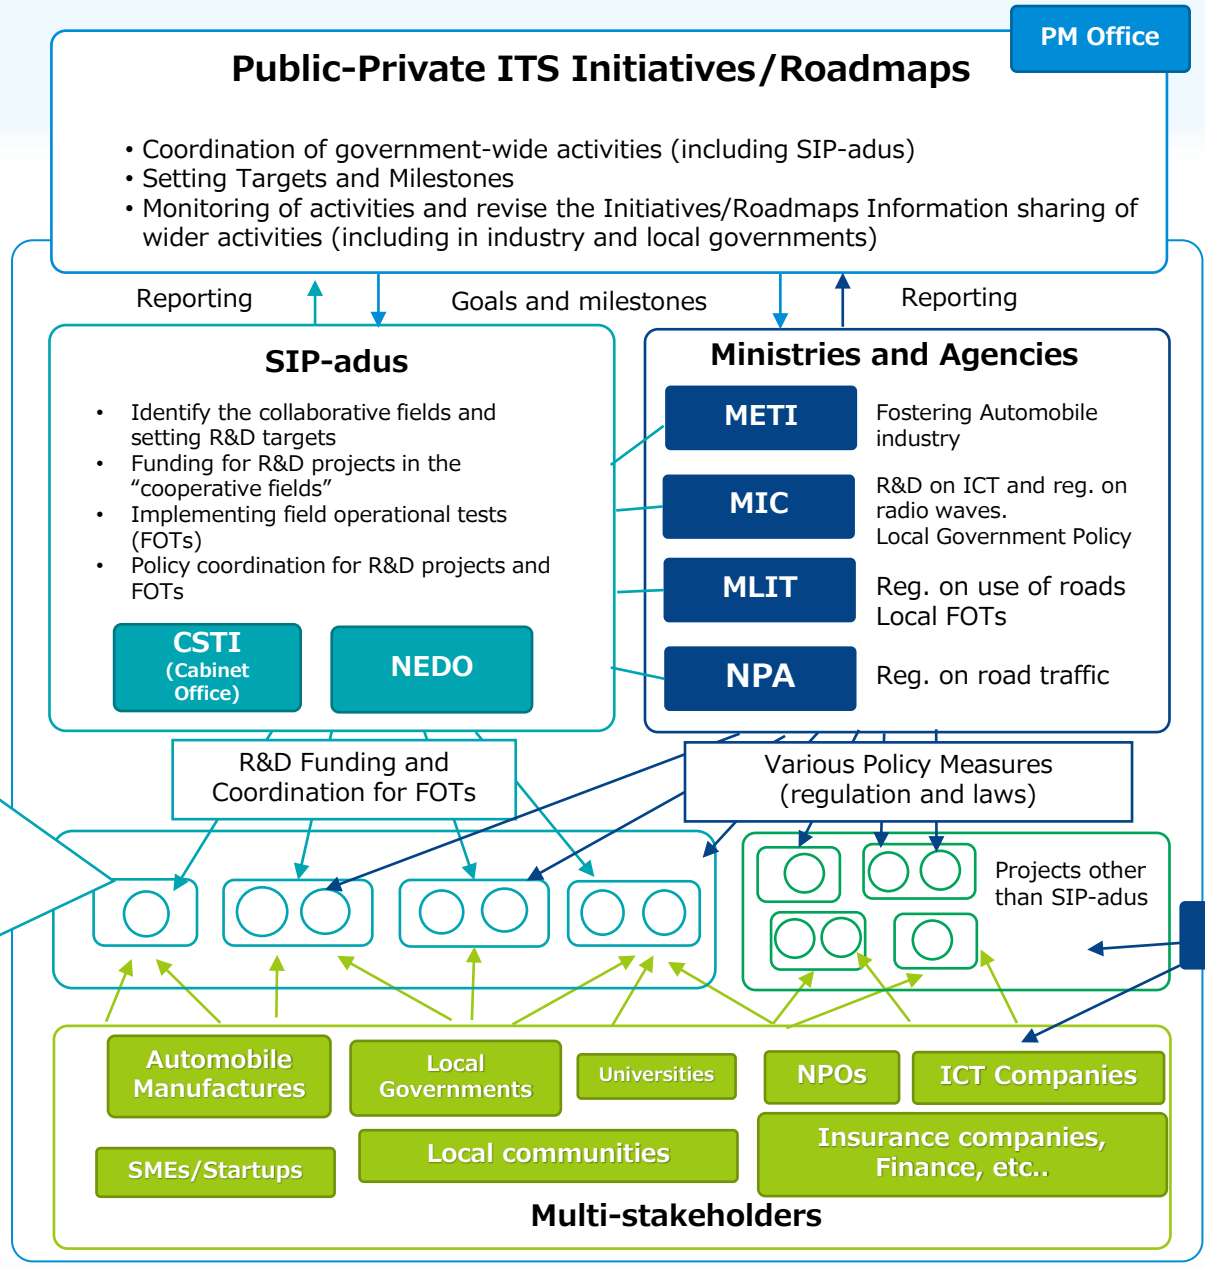 PM Office
Public-Private ITS Initiatives/Roadmaps
• Coordination of government-wide activities (including SIP-adus)
• Setting Targets and Milestones
• Monitoring of activities and revise the Initiatives/Roadmaps Information sharing of
wider activities (including in industry and local governments)
Reporting
Goals and milestones
Reporting
SIP-adus
• Identify the collaborative fields and
setting R&D targets
• Funding for R&D projects in the
“cooperative fields”
• Implementing field operational tests
(FOTs)
• Policy coordination for R&D projects and
FOTs
CSTI
(Cabinet
Office)
NEDO
Ministries and Agencies
METI
Fostering Automobile
industry
MIC
R&D on ICT and reg. on
radio waves.
Local Government Policy
MLIT
Reg. on use of roads
Local FOTs
NPA
Reg. on road traffic
R&D Funding and
Coordination for FOTs
Various Policy Measures
(regulation and laws)
Projects other
than SIP-adus
Automobile
Manufactures
Local
Governments
Universities
NPOs
ICT Companies
SMEs/Startups
Local communities
Insurance companies,
Finance, etc..
Multi-stakeholders